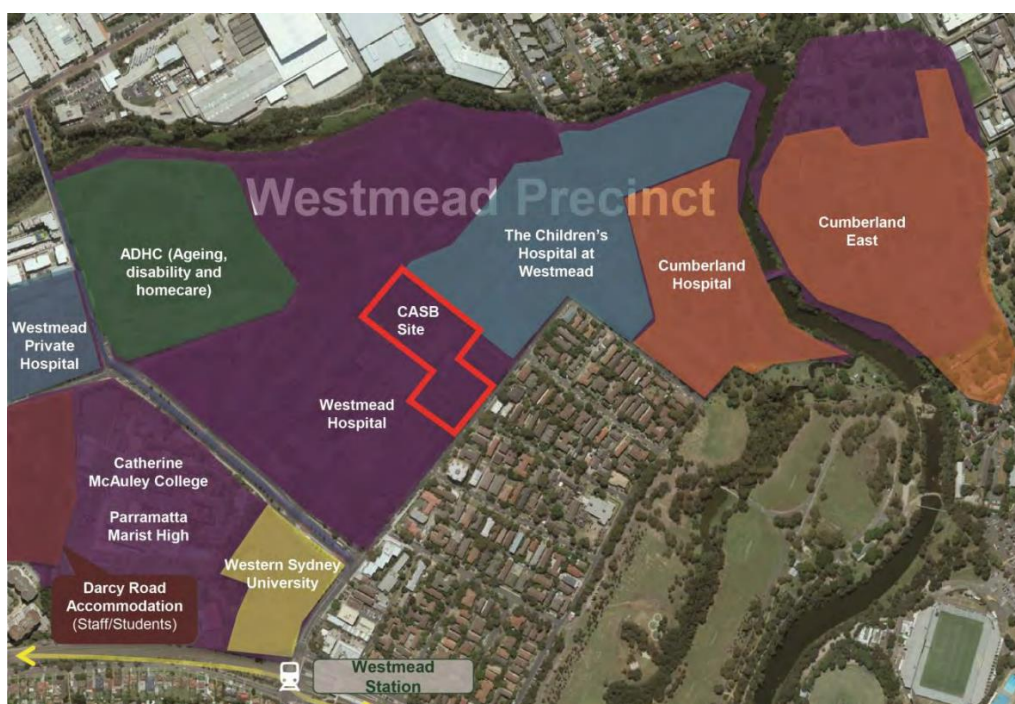 Westmead Precinct
ADHC (Ageing,
disability and
homecare)
The Children's
Hospital at
Westmead
Cumberland
Hospital
Cumberland
East
CASB
Site
Westmead
Private
Hospital
Westmead
Hospital
Catherine
McAuley College
Parramatta
Marist High
Western Sydney
University
Darcy Road
Accommodation
(Staff/Students)
Westmead
Station